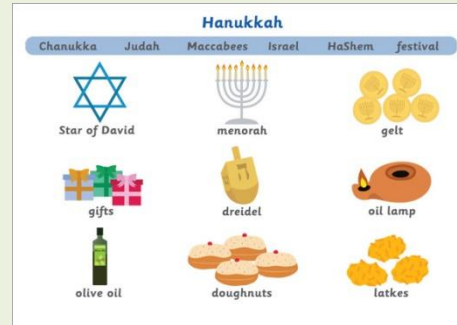 Hanukkah
Chanukka Judah Maccabees Israel HaShem festival
Star of David menorah gelt
gifts dreidel oil lamp
olive oil doughnuts latkes